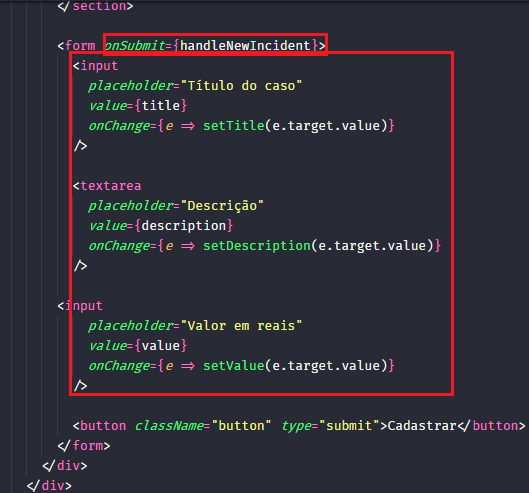 </section>
<form onSubmit={handleNewIncident}>
<input
placeholder="Título do caso"
value={title}
onChange={e => setTitle(e.target.value)}
/>
<textarea
placeholder="Descrição"
value={description}
onChange={e => setDescription(e.target.value)}
/>
<input
placeholder="Valor em reais"
value={value}
onChange={e => setValue(e.target.value)}
/>
<button className="button" type="submit">Cadastrar</button>
</form>
</div>
</div>